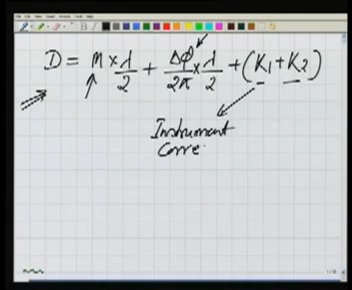 D = M × λ/2 + Δφ/2π × λ/2 + (K₁ + K₂)
Instrument
Corre